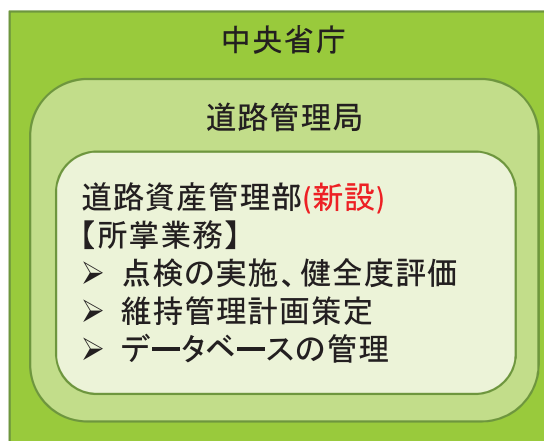 中央省庁
道路管理局
道路資産管理部(新設)
【所掌業務】
➢ 点検の実施、健全度評価
➢ 維持管理計画策定
➢ データベースの管理